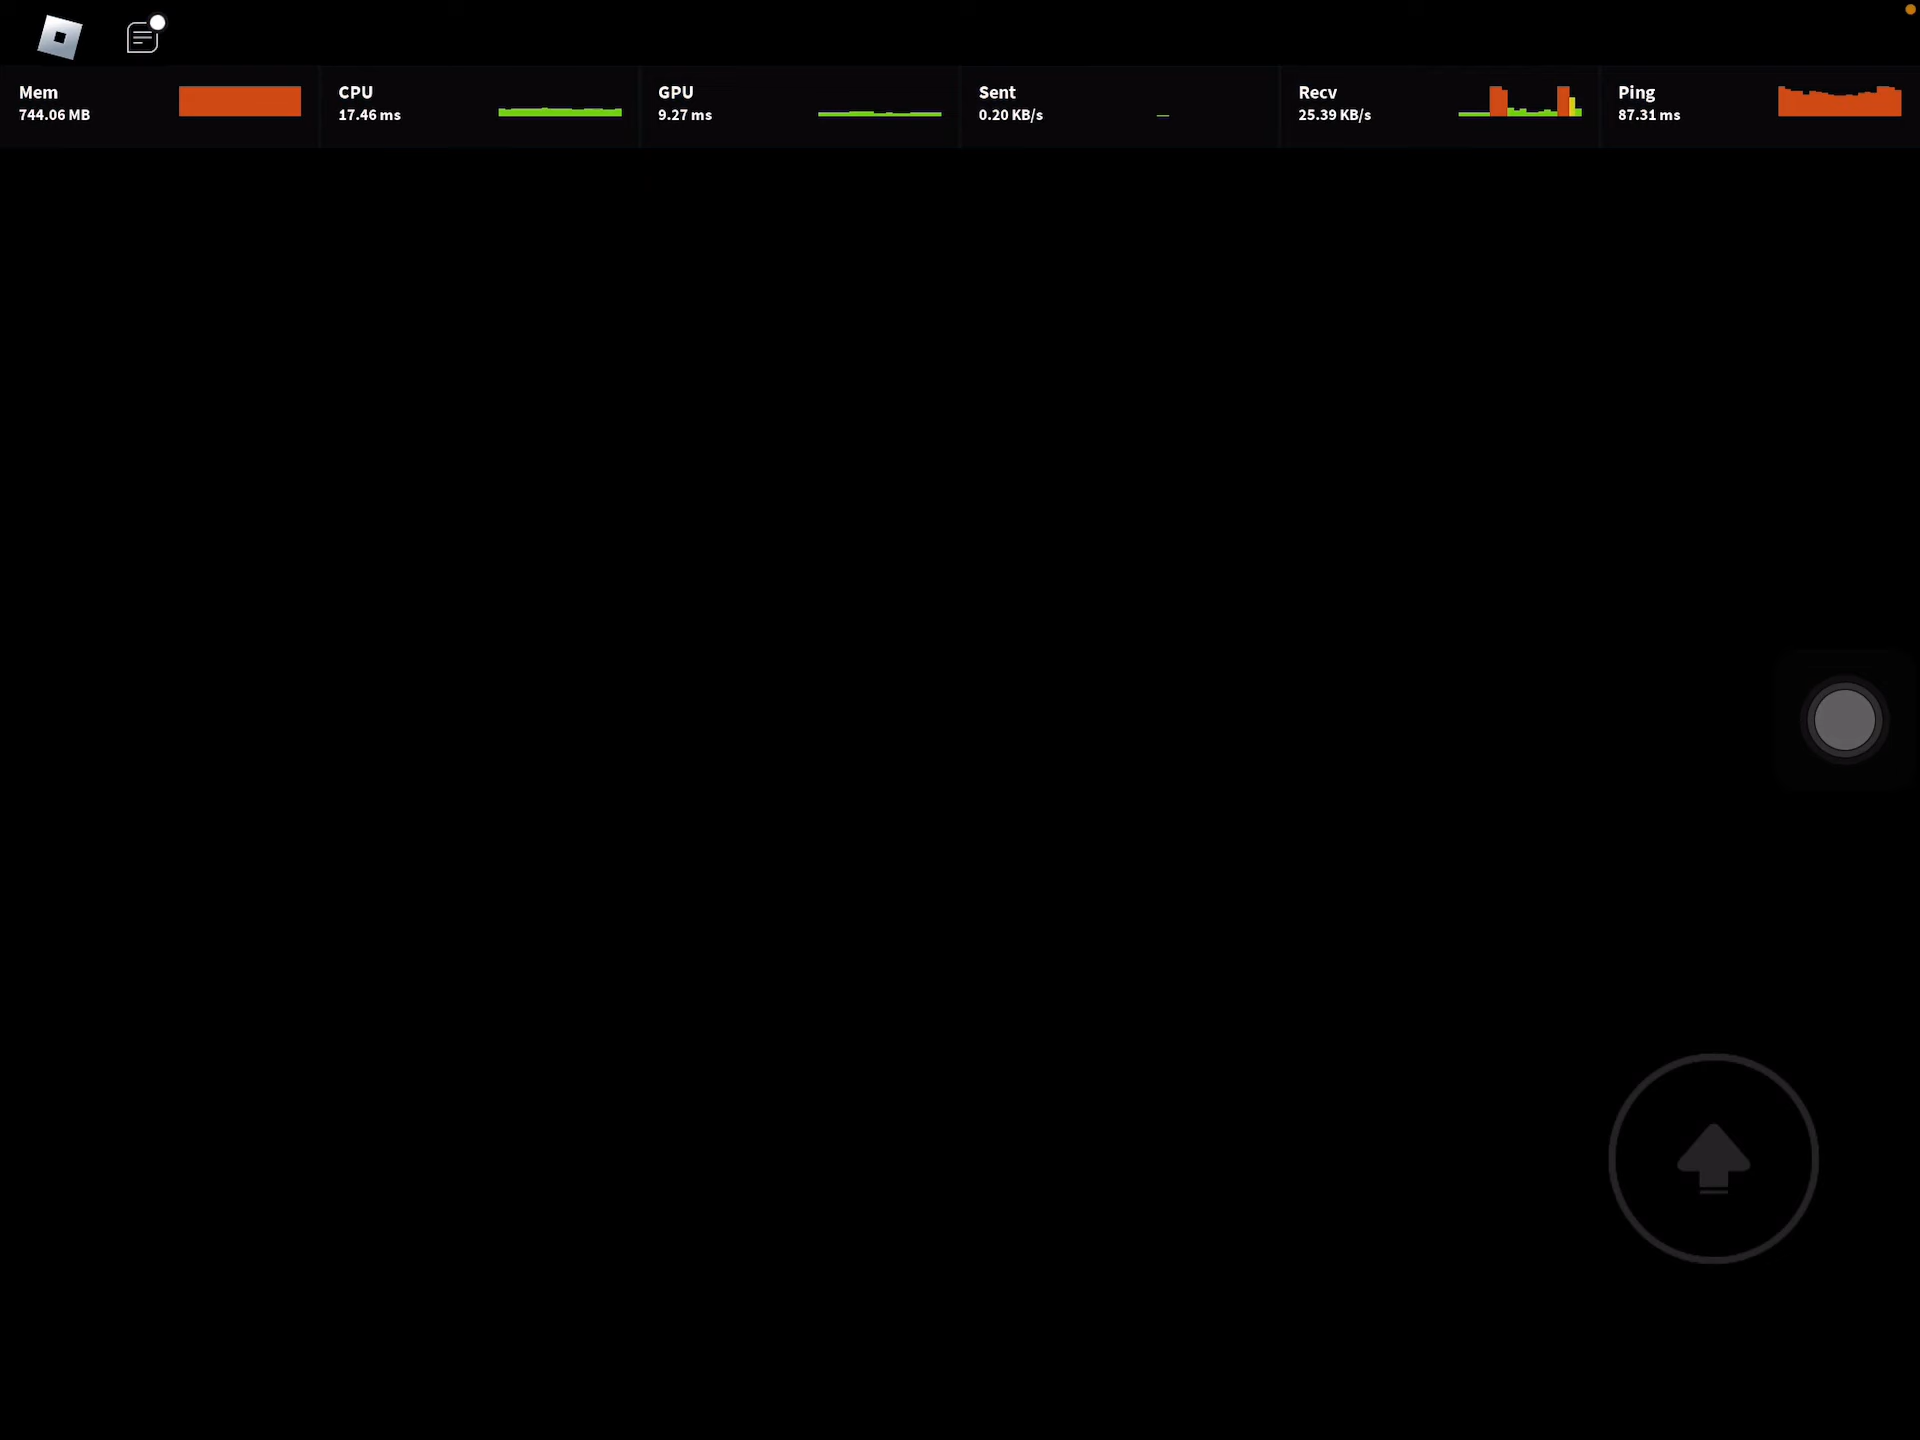 Mem
744.06 MB
CPU
17.46 ms
GPU
9.27 ms
Sent
0.20 KB/s
Recv
25.39 KB/s
Ping
87.31 ms